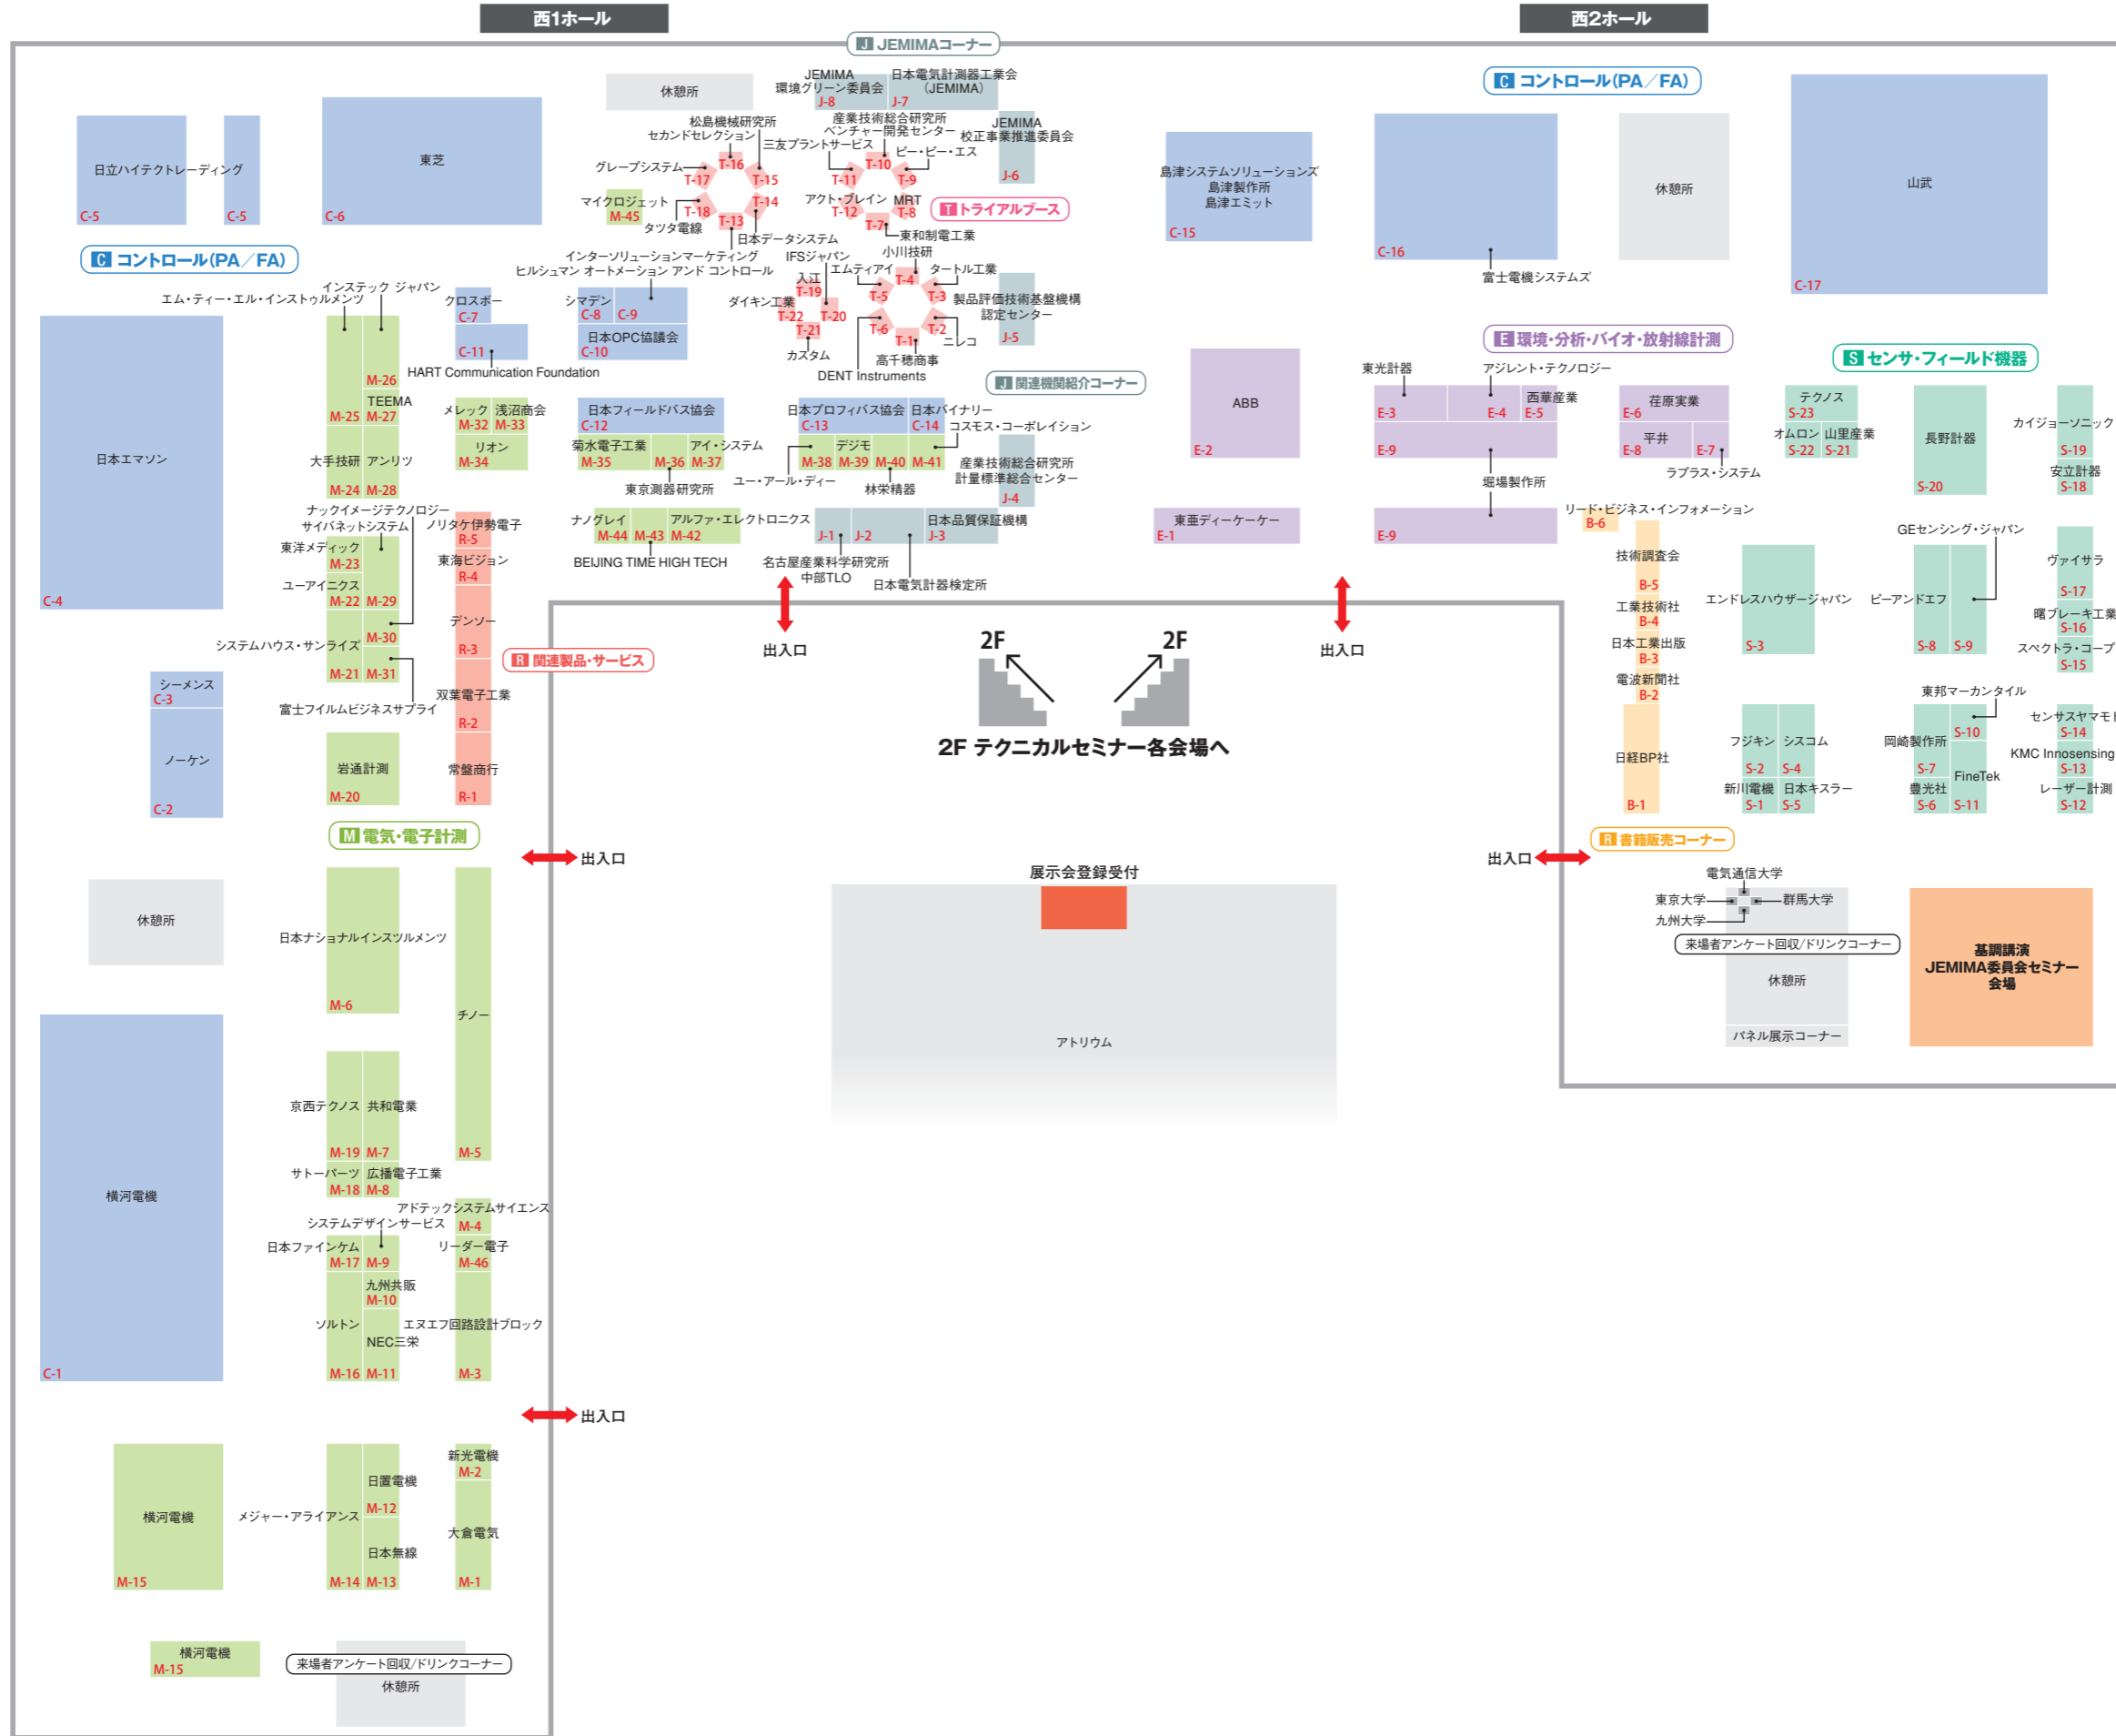 西1ホール
西2ホール
J JEMIMAコーナー
C コントロール(PA/FA)
休憩所
JEMIMA
環境グリーン委員会
J-8
日本電気計測器工業会
(JEMIMA)
J-7
JEMIMA
校正事業推進委員会
J-6
日立ハイテクトレーディング
C-5
C-5
東芝
C-6
松島機械研究所
セカンドセレクション
グレープシステム
T-16
T-17
T-15
T-14
T-18
T-13
マイクロジェット
M-45
タツタ電線
日本データシステム
インターソリューションマーケティング
産業技術総合研究所
ベンチャー開発センター
三友プラントサービス
ビー・ビー・エス
T-10
T-11
T-9
アクト・ブレイン
T-12
MRT
T-8
T-7
東和制電工業
T トライアルブース
島津システムソリューションズ
島津製作所
島津エミット
C-15
C-16
富士電機システムズ
休憩所
山武
C-17
C コントロール(PA/FA)
エム・ティー・エル・インストゥルメンツ
インステック ジャパン
クロスボー
C-7
C-11
HART Communication Foundation
ヒルシュマン オートメーション アンド コントロール
シマデン
C-8
C-9
日本OPC協議会
C-10
IFSジャパン
入江
T-19
ダイキン工業
T-22
T-20
T-21
カスタム
小川技研
エムティアイ
タートル工業
T-4
T-5
T-3
T-6
T-2
T-1
ニレコ
高千穂商事
DENT Instruments
製品評価技術基盤機構
認定センター
J-5
J 関連機関紹介コーナー
E 環境・分析・バイオ・放射線計測
S センサ・フィールド機器
日本エマソン
C-4
M-26
TEEMA
M-25
M-27
大手技研
アンリツ
M-24
M-28
メレック
M-32
浅沼商会
M-33
リオン
M-34
日本フィールドバス協会
C-12
菊水電子工業
M-35
M-36
アイ・システム
M-37
東京測器研究所
日本プロフィバス協会
C-13
日本バイナリー
C-14
コスモス・コーポレイション
M-38
デジモ
M-39
M-40
M-41
ユー・アール・ディー
林栄精器
産業技術総合研究所
計量標準総合センター
J-4
ABB
E-2
東光計器
E-3
アジレント・テクノロジー
E-4
西華産業
E-5
E-9
堀場製作所
荏原実業
E-6
平井
E-8
E-7
ラプラス・システム
テクノス
S-23
オムロン
S-22
山里産業
S-21
長野計器
S-20
カイジョーソニック
S-19
安立計器
S-18
ナックイメージテクノロジー
サイバネットシステム
東洋メディック
M-23
ユーアイニクス
M-22
M-29
M-30
システムハウス・サンライズ
M-21
M-31
富士フイルムビジネスサプライ
ノリタケ伊勢電子
R-5
東海ビジョン
R-4
デンソー
R-3
双葉電子工業
R-2
常盤商行
R-1
R 関連製品・サービス
ナノグレイ
M-44
M-43
アルファ・エレクトロニクス
M-42
BEIJING TIME HIGH TECH
J-1
J-2
日本品質保証機構
J-3
名古屋産業科学研究所
中部TLO
日本電気計器検定所
東亜ディーケーケー
E-1
E-9
リード・ビジネス・インフォメーション
B-6
技術調査会
B-5
工業技術社
B-4
日本工業出版
B-3
電波新聞社
B-2
日経BP社
B-1
エンドレスハウザージャパン
S-3
GEセンシング・ジャパン
ピーアンドエフ
S-8
S-9
ヴァイサラ
S-17
曙ブレーキ工業
S-16
スペクトラ・コープ
S-15
出入口
出入口
2F
2F
2F テクニカルセミナー各会場へ
シーメンス
C-3
ノーケン
C-2
岩通計測
M-20
フジキン
S-2
シスコム
S-4
新川電機
S-1
日本キスラー
S-5
東邦マーカンタイル
岡崎製作所
S-7
S-10
FineTek
豊光社
S-6
S-11
S-14
KMC Innosensing
S-13
レーザー計測
S-12
M 電気・電子計測
出入口
出入口
R 書籍販売コーナー
展示会登録受付
アトリウム
電気通信大学
東京大学
群馬大学
九州大学
来場者アンケート回収/ドリンクコーナー
休憩所
パネル展示コーナー
基調講演
JEMIMA委員会セミナー
会場
休憩所
日本ナショナルインスツルメンツ
M-6
チノー
M-5
横河電機
C-1
京西テクノス
M-19
共和電業
M-7
サトーパーツ
M-18
広播電子工業
M-8
アドテックシステムサイエンス
M-4
システムデザインサービス
日本ファインケム
M-17
M-9
リーダー電子
M-46
九州共販
M-10
ソルトン
M-16
NEC三栄
M-11
エヌエフ回路設計ブロック
M-3
出入口
横河電機
M-15
メジャー・アライアンス
M-14
日置電機
M-12
日本無線
M-13
新光電機
M-2
大倉電気
M-1
横河電機
M-15
来場者アンケート回収/ドリンクコーナー
休憩所